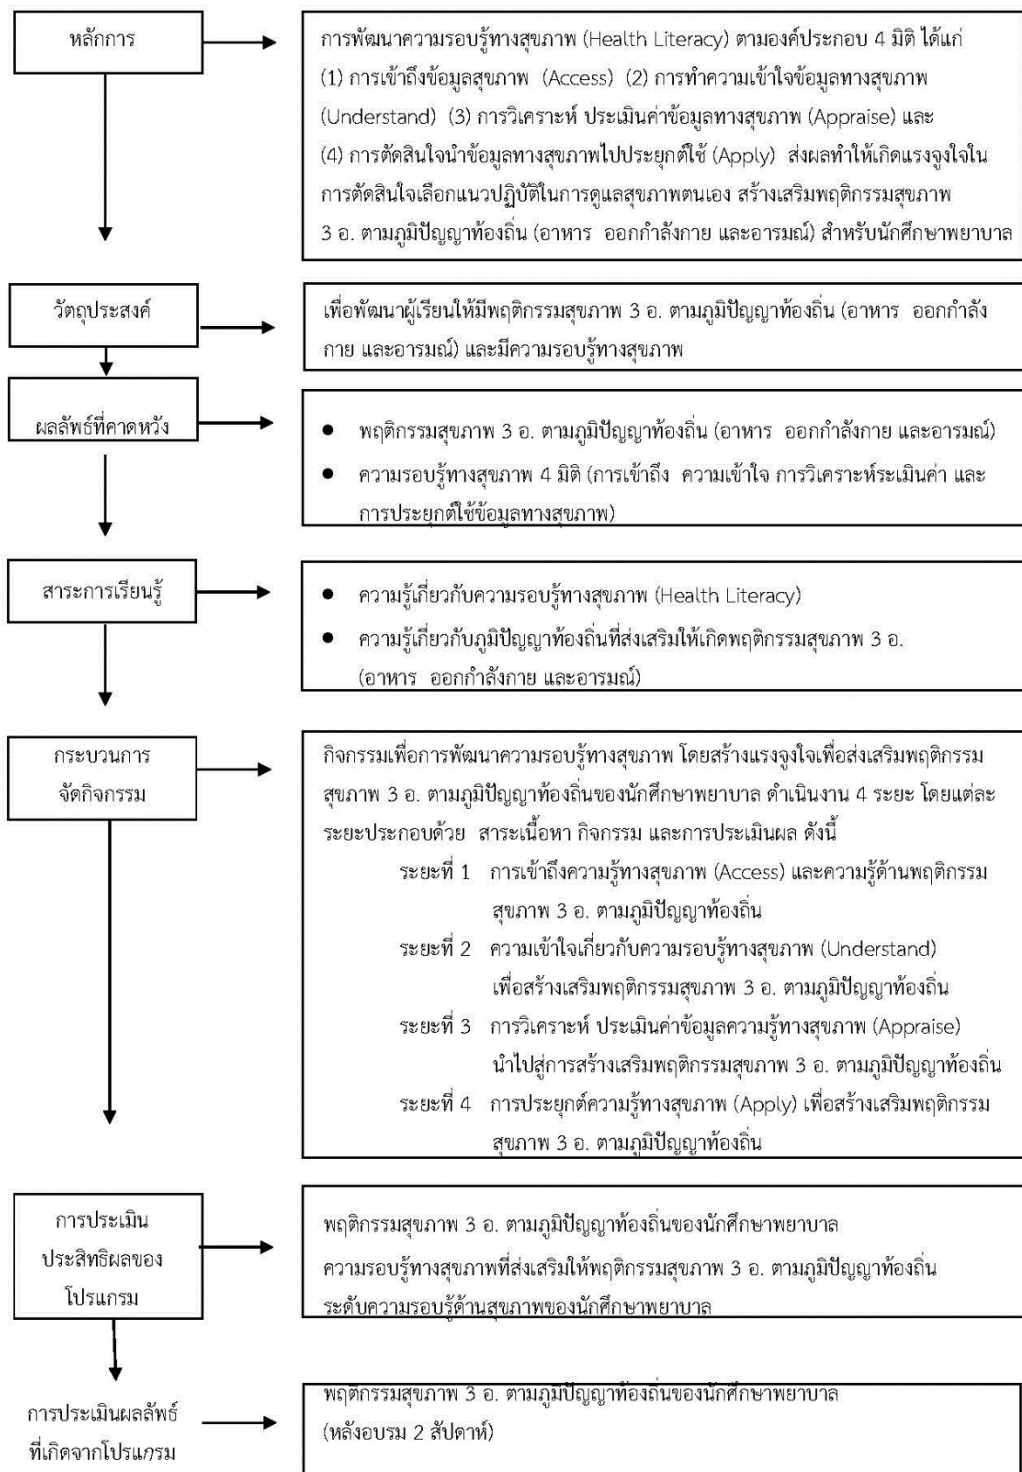 หลักการ
การพัฒนาความรอบรู้ทางสุขภาพ (Health Literacy) ตามองค์ประกอบ 4 มิติ ได้แก่
(1) การเข้าถึงข้อมูลสุขภาพ (Access) (2) การทำความเข้าใจข้อมูลทางสุขภาพ
(Understand) (3) การวิเคราะห์ ประเมินค่าข้อมูลทางสุขภาพ (Appraise) และ
(4) การตัดสินใจนำข้อมูลทางสุขภาพไปประยุกต์ใช้ (Apply) ส่งผลทำให้เกิดแรงจูงใจใน
การตัดสินใจเลือกแนวปฏิบัติในการดูแลสุขภาพตนเอง สร้างเสริมพฤติกรรมสุขภาพ
3 อ. ตามภูมิปัญญาท้องถิ่น (อาหาร ออกกำลังกาย และอารมณ์) สำหรับนักศึกษาพยาบาล
วัตถุประสงค์
เพื่อพัฒนาผู้เรียนให้มีพฤติกรรมสุขภาพ 3 อ. ตามภูมิปัญญาท้องถิ่น (อาหาร ออกกำลัง
กาย และอารมณ์) และมีความรอบรู้ทางสุขภาพ
ผลลัพธ์ที่คาดหวัง
● พฤติกรรมสุขภาพ 3 อ. ตามภูมิปัญญาท้องถิ่น (อาหาร ออกกำลังกาย และอารมณ์)
● ความรอบรู้ทางสุขภาพ 4 มิติ (การเข้าถึง ความเข้าใจ การวิเคราะห์ระเมินค่า และ
การประยุกต์ใช้ข้อมูลทางสุขภาพ)
สาระการเรียนรู้
● ความรู้เกี่ยวกับความรอบรู้ทางสุขภาพ (Health Literacy)
● ความรู้เกี่ยวกับภูมิปัญญาท้องถิ่นที่ส่งเสริมให้เกิดพฤติกรรมสุขภาพ 3 อ.
(อาหาร ออกกำลังกาย และอารมณ์)
กระบวนการ
จัดกิจกรรม
กิจกรรมเพื่อการพัฒนาความรอบรู้ทางสุขภาพ โดยสร้างแรงจูงใจเพื่อส่งเสริมพฤติกรรม
สุขภาพ 3 อ. ตามภูมิปัญญาท้องถิ่นของนักศึกษาพยาบาล ดำเนินงาน 4 ระยะ โดยแต่ละ
ระยะประกอบด้วย สาระเนื้อหา กิจกรรม และการประเมินผล ดังนี้
ระยะที่ 1 การเข้าถึงความรู้ทางสุขภาพ (Access) และความรู้ด้านพฤติกรรม
สุขภาพ 3 อ. ตามภูมิปัญญาท้องถิ่น
ระยะที่ 2 ความเข้าใจเกี่ยวกับความรอบรู้ทางสุขภาพ (Understand)
เพื่อสร้างเสริมพฤติกรรมสุขภาพ 3 อ. ตามภูมิปัญญาท้องถิ่น
ระยะที่ 3 การวิเคราะห์ ประเมินค่าข้อมูลความรู้ทางสุขภาพ (Appraise)
นำไปสู่การสร้างเสริมพฤติกรรมสุขภาพ 3 อ. ตามภูมิปัญญาท้องถิ่น
ระยะที่ 4 การประยุกต์ความรู้ทางสุขภาพ (Apply) เพื่อสร้างเสริมพฤติกรรม
สุขภาพ 3 อ. ตามภูมิปัญญาท้องถิ่น
การประเมิน
ประสิทธิผลของ
โปรแกรม
พฤติกรรมสุขภาพ 3 อ. ตามภูมิปัญญาท้องถิ่นของนักศึกษาพยาบาล
ความรอบรู้ทางสุขภาพที่ส่งเสริมให้พฤติกรรมสุขภาพ 3 อ. ตามภูมิปัญญาท้องถิ่น
ระดับความรอบรู้ด้านสุขภาพของนักศึกษาพยาบาล
การประเมินผลลัพธ์
ที่เกิดจากโปรแกรม
พฤติกรรมสุขภาพ 3 อ. ตามภูมิปัญญาท้องถิ่นของนักศึกษาพยาบาล
(หลังอบรม 2 สัปดาห์)